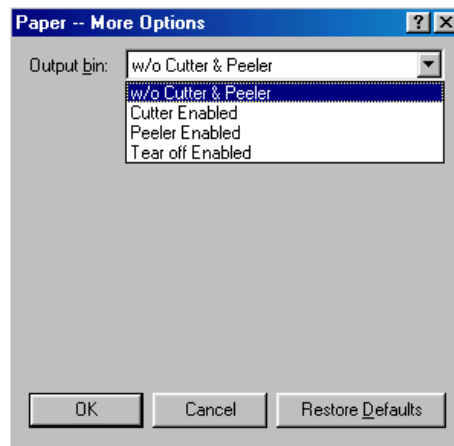 Paper -- More Options
Output bin: w/o Cutter & Peeler
w/o Cutter & Peeler
Cutter Enabled
Peeler Enabled
Tear off Enabled
OK Cancel Restore Defaults